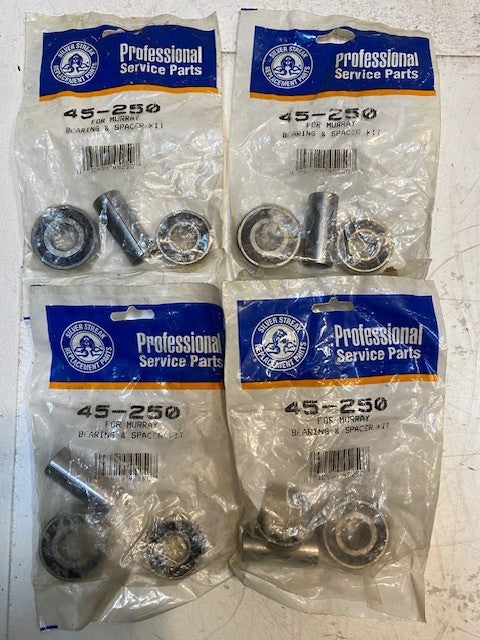 SILVER STREAK
REPLACEMENT PARTS
Professional
Service Parts
45-250
FOR MURRAY
BEARING & SPACER KIT
SILVER STREAK
REPLACEMENT PARTS
Professional
Service Parts
45-250
FOR MURRAY
BEARING & SPACER KIT
SILVER STREAK
REPLACEMENT PARTS
Professional
Service Parts
45-250
FOR MURRAY
BEARING & SPACER KIT
SILVER STREAK
REPLACEMENT PARTS
Professional
Service Parts
45-250
FOR MURRAY
BEARING & SPACER KIT